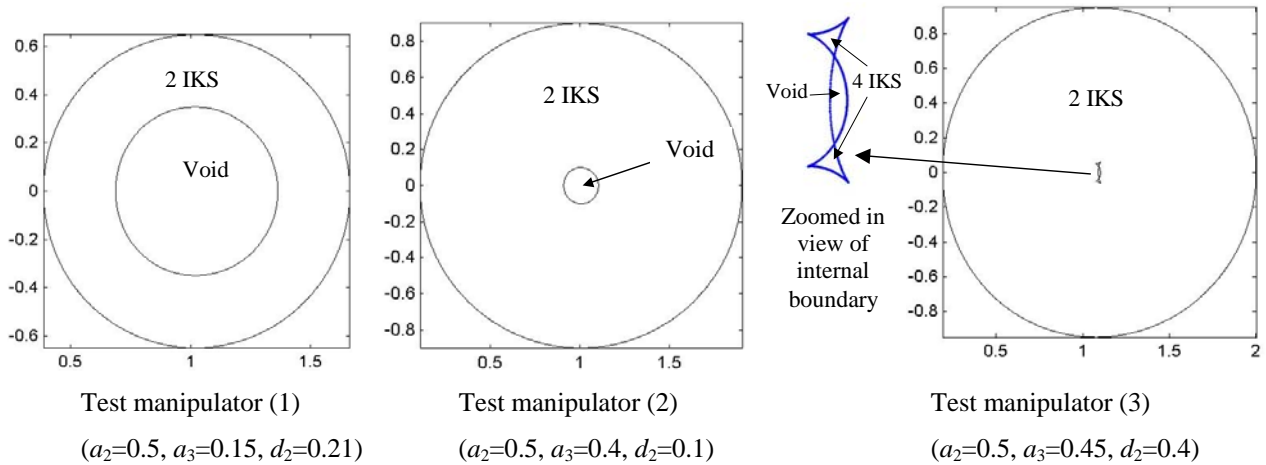 0.6
0.4
0.2
0
-0.2
-0.4
-0.6
0.5
1
1.5
2 IKS
Void
Test manipulator (1)
(a2=0.5, a3=0.15, d2=0.21)
0.8
0.6
0.4
0.2
0
-0.2
-0.4
-0.6
-0.8
0.5
1
1.5
2 IKS
Void
Test manipulator (2)
(a2=0.5, a3=0.4, d2=0.1)
Void
4 IKS
Zoomed in
view of
internal
boundary
0.8
0.6
0.4
0.2
0
-0.2
-0.4
-0.6
-0.8
0.5
1
1.5
2
2 IKS
Test manipulator (3)
(a2=0.5, a3=0.45, d2=0.4)